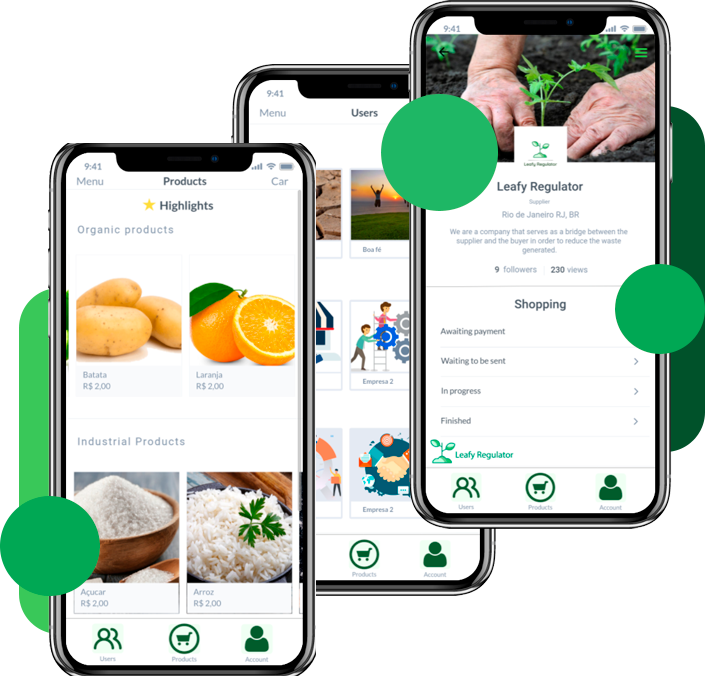 9:41
Menu
Products
Car
Highlights
Organic products
Batata
R$ 2,00
Laranja
R$ 2,00
Industrial Products
Açucar
R$ 2,00
Arroz
R$ 2,00
Users
Products
Account
9:41
Menu
Users
Boa fé
Empresa 2
Empresa 2
Products
Account
9:41
Leafy Regulator
Leafy Regulator
Supplier
Rio de Janeiro RJ, BR
We are a company that serves as a bridge between the
supplier and the buyer in order to reduce the waste
generated.
9 followers
230 views
Shopping
Awaiting payment
Waiting to be sent
In progress
Finished
Leafy Regulator
Users
Products
Account